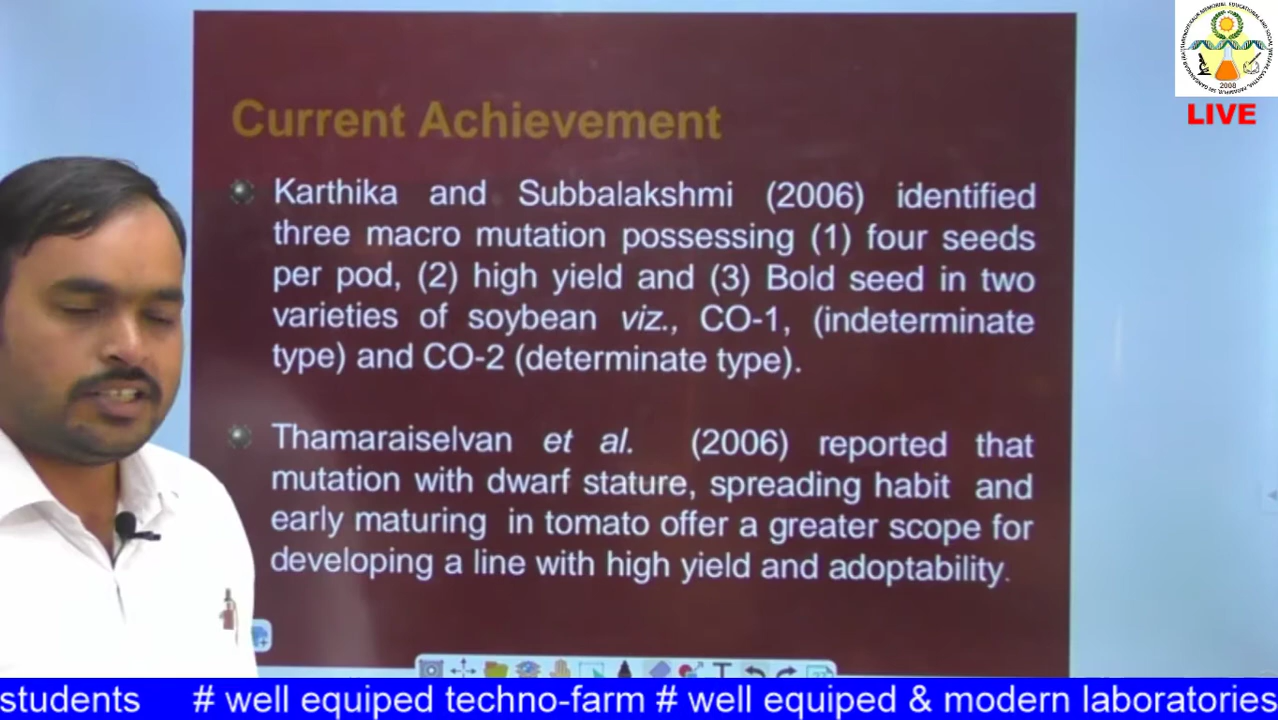 LIVE
2008
Current Achievement
Karthika and Subbalakshmi (2006) identified
three macro mutation possessing (1) four seeds
per pod, (2) high yield and (3) Bold seed in two
varieties of soybean viz., CO-1, (indeterminate
type) and CO-2 (determinate type).
Thamaraiselvan et al. (2006) reported that
mutation with dwarf stature, spreading habit and
early maturing in tomato offer a greater scope for
developing a line with high yield and adoptability.
students # well equiped techno-farm # well equiped & modern laboratories